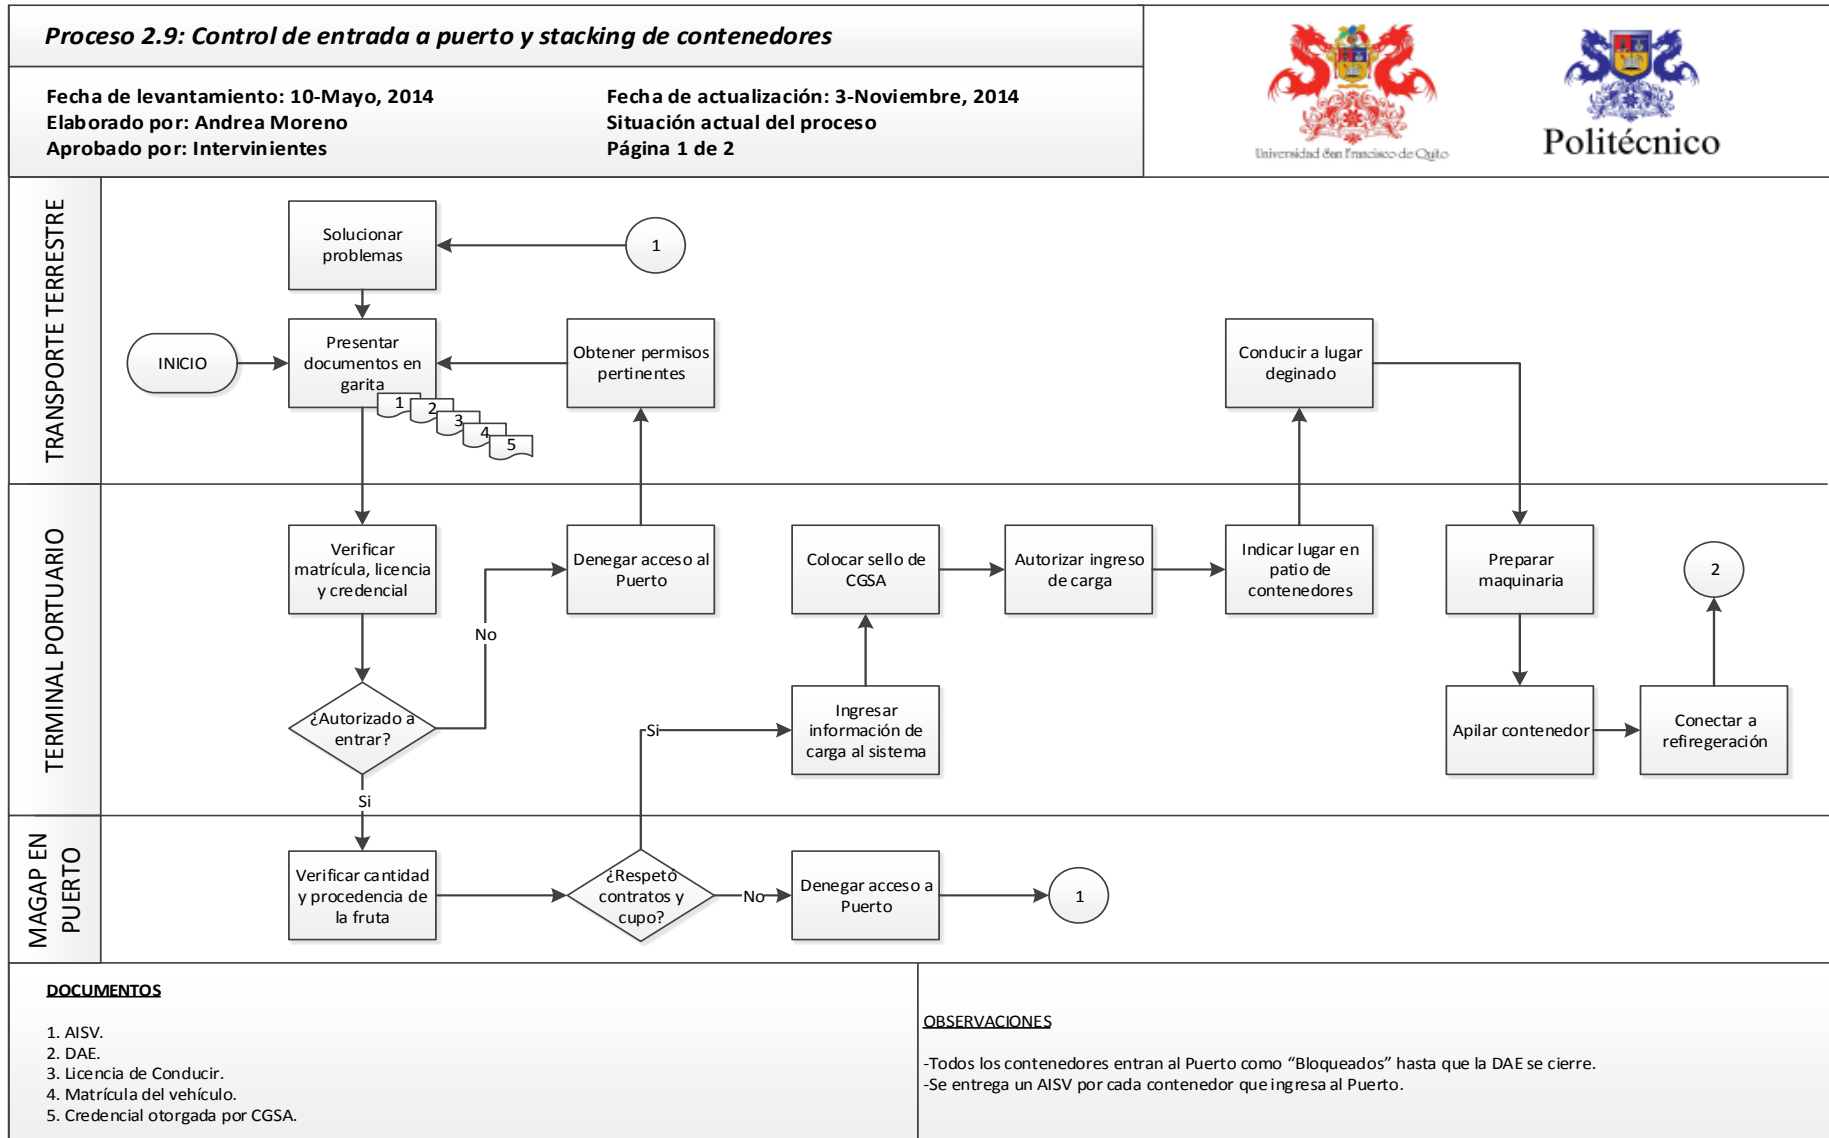 Proceso 2.9: Control de entrada a puerto y stacking de contenedores
Fecha de levantamiento: 10-Mayo, 2014
Elaborado por: Andrea Moreno
Aprobado por: Intervinientes
Fecha de actualización: 3-Noviembre, 2014
Situación actual del proceso
Página 1 de 2
Universidad San Francisco de Quito
Politécnico
TRANSPORTE TERRESTRE
Solucionar
problemas
1
INICIO
Presentar
documentos en
garita
1
2
3
4
5
Obtener permisos
pertinentes
Conducir a lugar
deginado
TERMINAL PORTUARIO
Verificar
matrícula, licencia
y credencial
Denegar acceso al
Puerto
Colocar sello de
CGSA
Autorizar ingreso
de carga
Indicar lugar en
patio de
contenedores
Preparar
maquinaria
2
No
¿Autorizado a
entrar?
Si
Si
Ingresar
información de
carga al sistema
Apilar contenedor
Conectar a
refiregeración
MAGAP EN
PUERTO
Verificar cantidad
y procedencia de
la fruta
¿Respetó
contratos y
cupo?
No
Denegar acceso a
Puerto
1
DOCUMENTOS
1. AISV.
2. DAE.
3. Licencia de Conducir.
4. Matrícula del vehículo.
5. Credencial otorgada por CGSA.
OBSERVACIONES
-Todos los contenedores entran al Puerto como “Bloqueados” hasta que la DAE se cierre.
-Se entrega un AISV por cada contenedor que ingresa al Puerto.